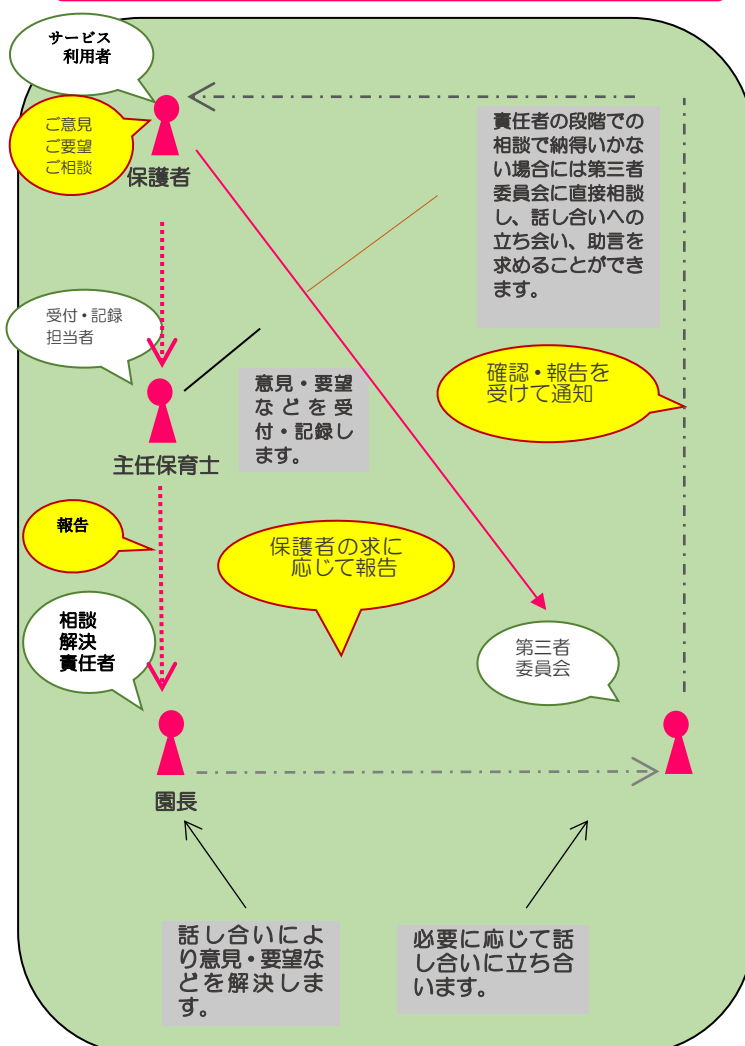 サービス
利用者
ご意見
ご要望
ご相談
保護者
責任者の段階での
相談で納得いかな
い場合には第三者
委員会に直接相談
し、話し合いへの
立ち会い、助言を
求めることができ
ます。
受付・記録
担当者
意見・要望
などを受
付・記録し
ます。
確認・報告を
受けて通知
主任保育士
報告
保護者の求に
応じて報告
相談
解決
責任者
第三者
委員会
園長
話し合いによ
り意見・要望な
どを解決しま
す。
必要に応じて話
し合いに立ち合
います。